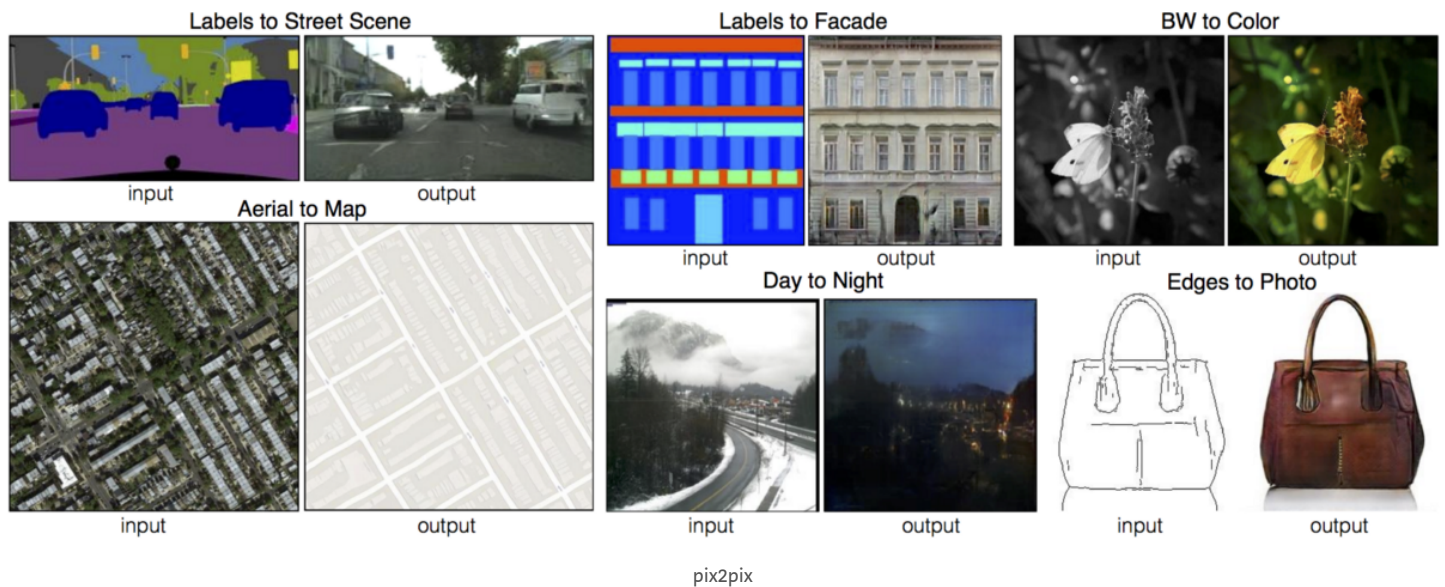 Labels to Street Scene
input
output
Aerial to Map
input
output
Labels to Facade
input
output
BW to Color
input
output
Day to Night
input
output
Edges to Photo
input
output
pix2pix